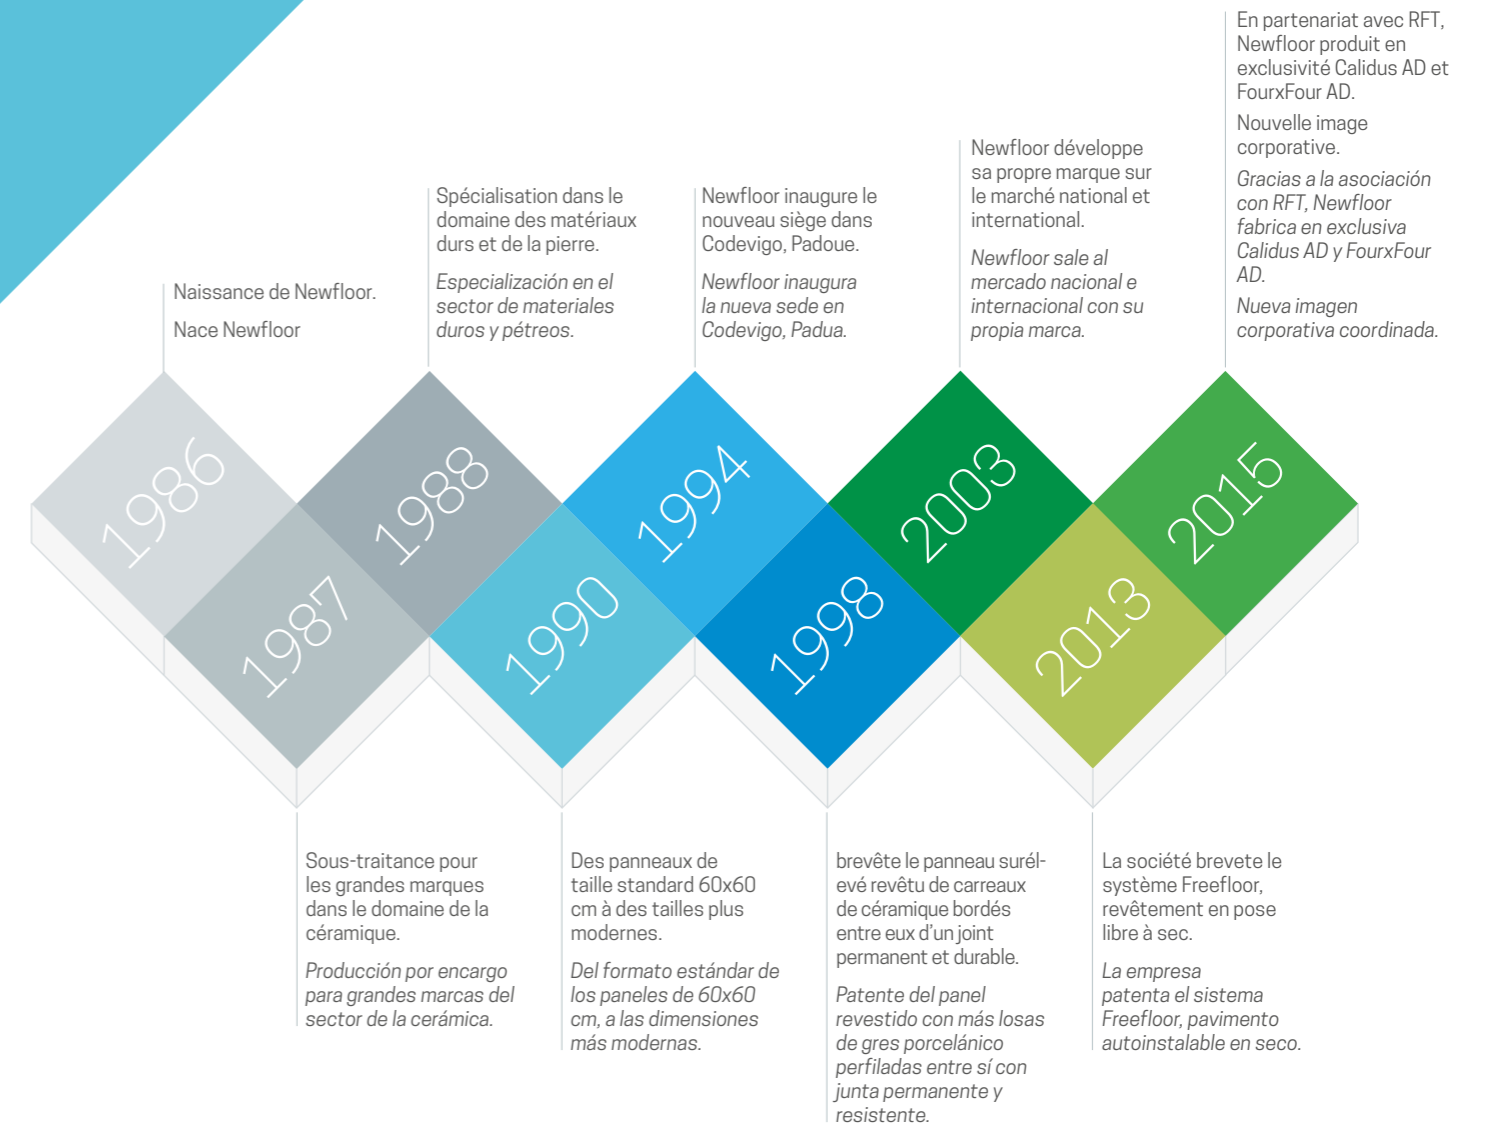 Naissance de Newfloor.
Nace Newfloor
1986
Sous-traitance pour
les grandes marques
dans le domaine de la
céramique.
Producción por encargo
para grandes marcas del
sector de la cerámica.
1987
Spécialisation dans le
domaine des matériaux
durs et de la pierre.
Especialización en el
sector de materiales
duros y pétreos.
1988
Des panneaux de
taille standard 60x60
cm à des tailles plus
modernes.
Del formato estándar de
los paneles de 60x60
cm, a las dimensiones
más modernas.
1990
Newfloor inaugure le
nouveau siège dans
Codevigo, Padoue.
Newfloor inaugura
la nueva sede en
Codevigo, Padua.
1994
brevête le panneau surél-
evé revêtu de carreaux
de céramique bordés
entre eux d'un joint
permanent et durable.
Patente del panel
revestido con más losas
de gres porcelánico
perfiladas entre sí con
junta permanente y
resistente.
1998
Newfloor développe
sa propre marque sur
le marché national et
international.
Newfloor sale al
mercado nacional e
internacional con su
propia marca.
2003
La société brevete le
système Freefloor,
revêtement en pose
libre à sec.
La empresa
patenta el sistema
Freefloor, pavimento
autoinstalable en seco.
2013
En partenariat avec RFT,
Newfloor produit en
exclusivité Calidus AD et
FourxFour AD.
Nouvelle image
corporative.
Gracias a la asociación
con RFT, Newfloor
fabrica en exclusiva
Calidus AD y FourxFour
AD.
Nueva imagen
corporativa coordinada.
2015